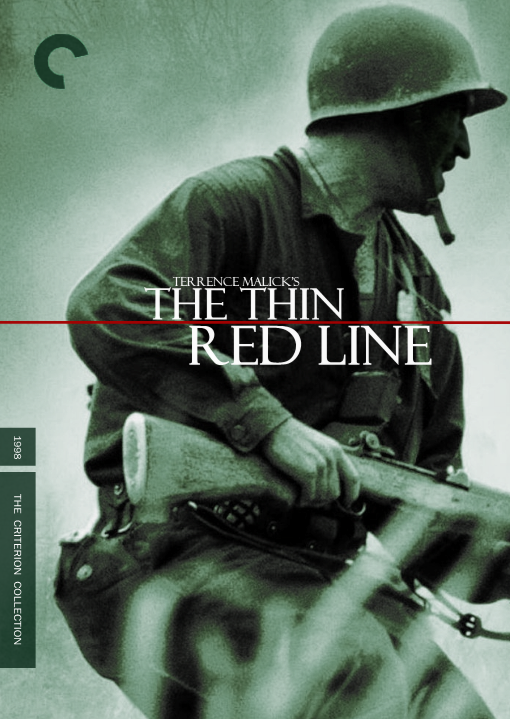 TERRENCE MALICK'S
THE THIN
RED LINE
1998
THE CRITERION COLLECTION